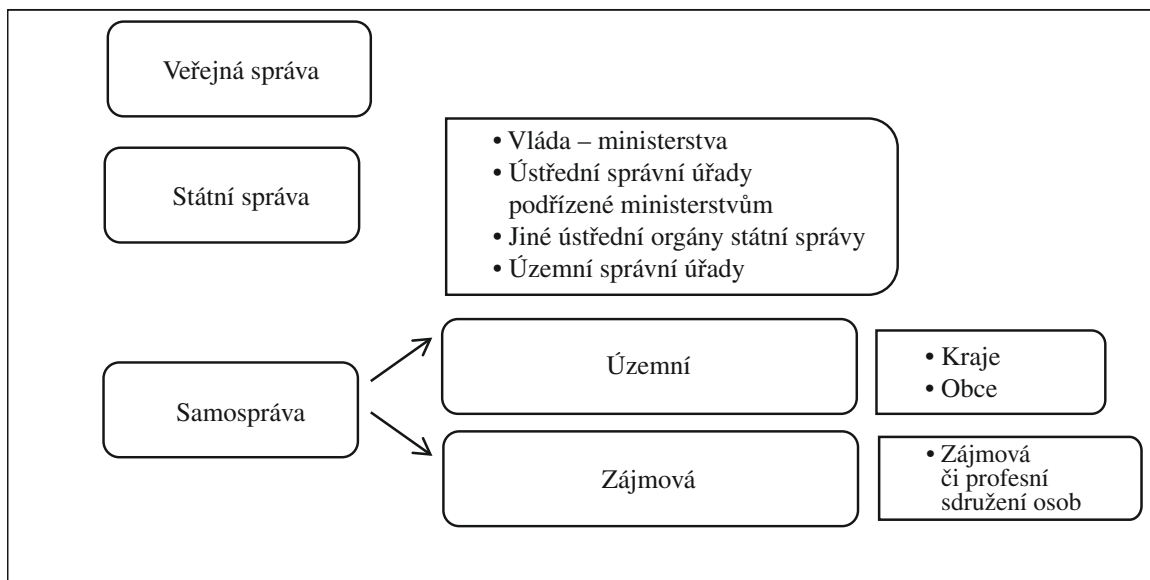 Veřejná správa
Státní správa
• Vláda – ministerstva
• Ústřední správní úřady
podřízené ministerstvům
• Jiné ústřední orgány státní správy
• Územní správní úřady
Samospráva
Územní
• Kraje
• Obce
Zájmová
• Zájmová
či profesní
sdružení osob